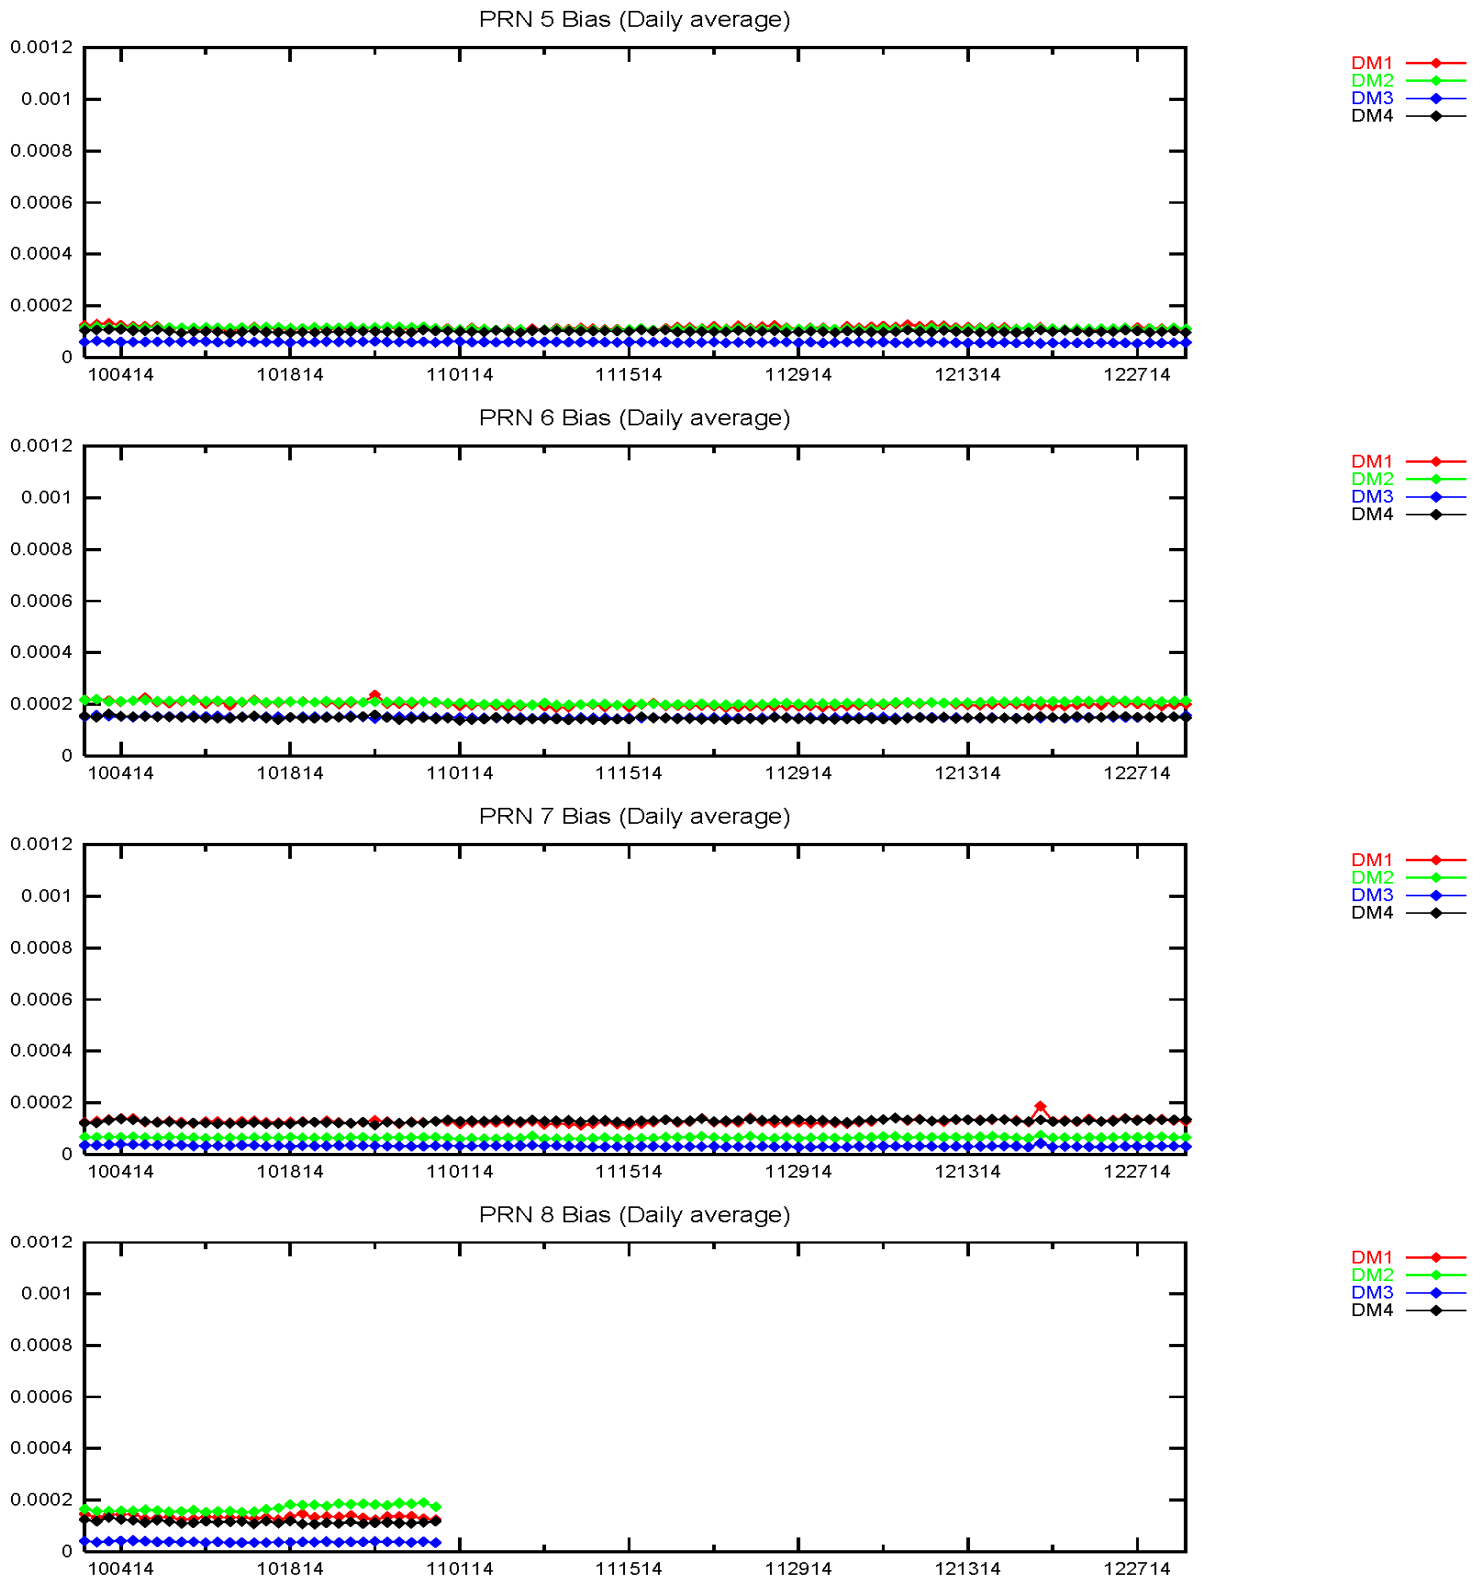 PRN 5 Bias (Daily average)
0.0012
0.001
0.0008
0.0006
0.0004
0.0002
0
100414 101814 110114 111514 112914 121314 122714
DM1
DM2
DM3
DM4
PRN 6 Bias (Daily average)
0.0012
0.001
0.0008
0.0006
0.0004
0.0002
0
100414 101814 110114 111514 112914 121314 122714
DM1
DM2
DM3
DM4
PRN 7 Bias (Daily average)
0.0012
0.001
0.0008
0.0006
0.0004
0.0002
0
100414 101814 110114 111514 112914 121314 122714
DM1
DM2
DM3
DM4
PRN 8 Bias (Daily average)
0.0012
0.001
0.0008
0.0006
0.0004
0.0002
0
100414 101814 110114 111514 112914 121314 122714
DM1
DM2
DM3
DM4